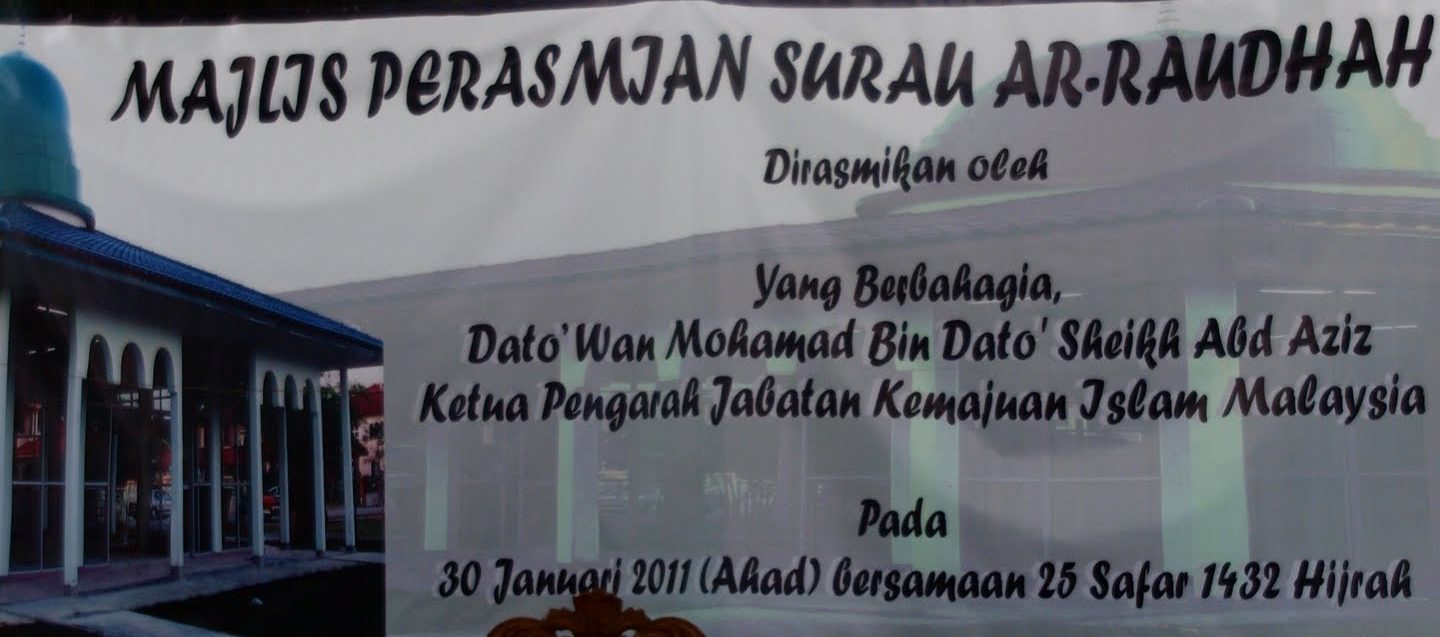 MAJLIS PERASMIAN SURAU AR-RAUDHAH
Dirasmikan oleh
Yang Berbahagia,
Dato' Wan Mohamad Bin Dato' Sheikh Abd Aziz
Ketua Pengarah Jabatan Kemajuan Islam Malaysia
Pada
30 Januari 2011 (Ahad) bersamaan 25 Safar 1432 Hijrah